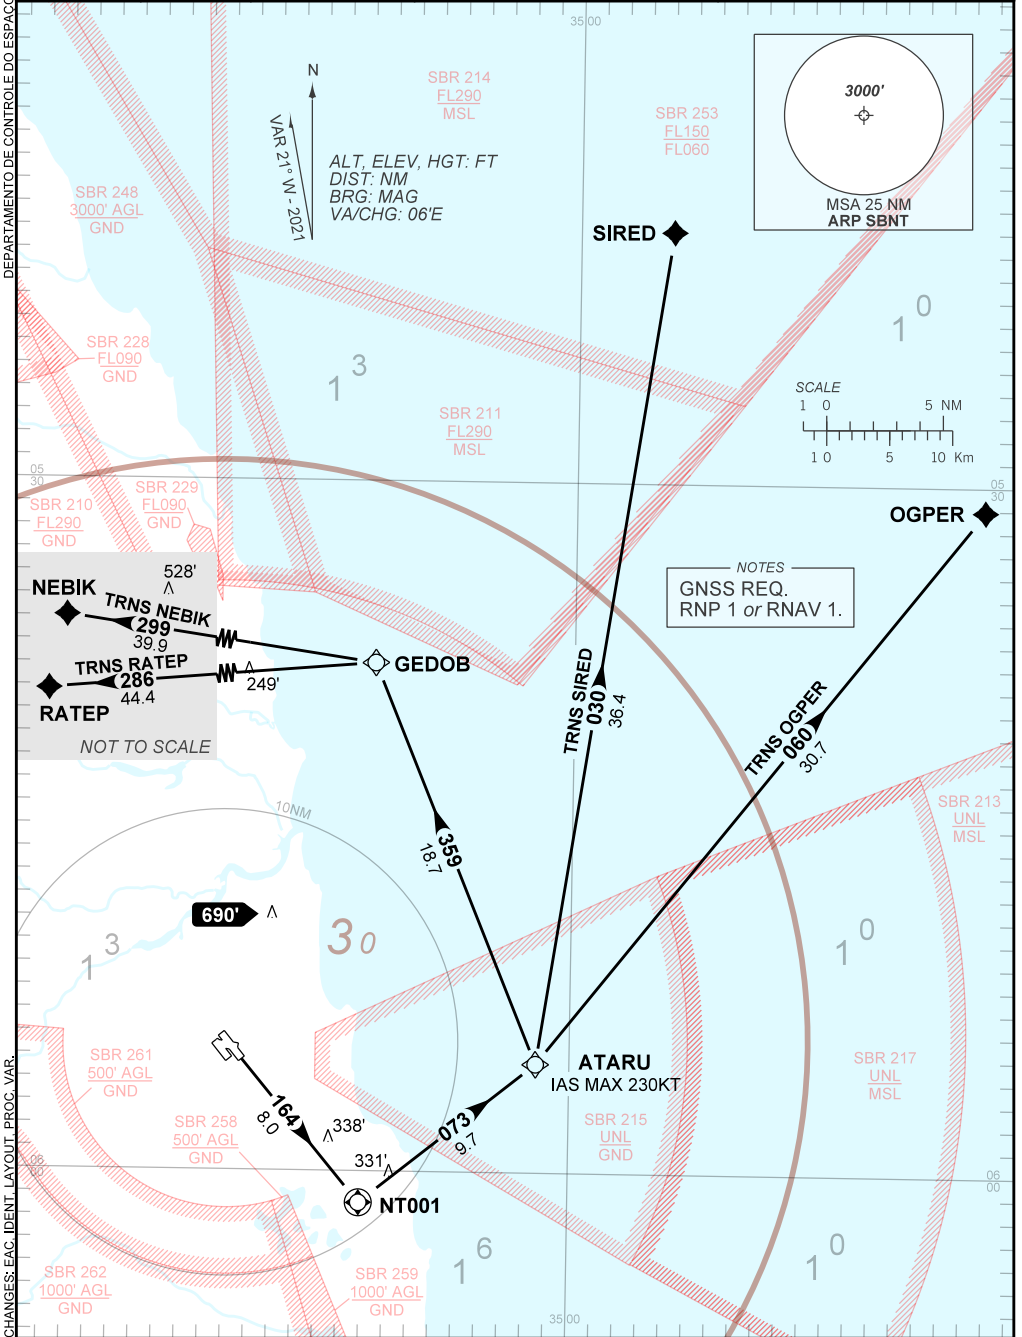 DEPARTAMENTO DE CONTROLE DO ESPAÇO
CHANGES: EAC, IDENT, LAYOUT, PROC, VAR.
35 00
N
VAR 21° W - 2021
ALT, ELEV, HGT: FT
DIST: NM
BRG: MAG
VA/CHG: 06'E
SBR 214
FL290
MSL
SBR 253
FL150
FL060
3000'
MSA 25 NM
ARP SBNT
SBR 248
3000' AGL
GND
SIRED
1 0
SBR 228
FL090
GND
1 3
SCALE
1 0 5 NM
1 0 5 10 Km
SBR 211
FL290
MSL
05
30
05
30
SBR 229
FL090
GND
SBR 210
FL290
GND
OGPER
NOTES
GNSS REQ.
RNP 1 or RNAV 1.
528'
NEBIK
TRNS NEBIK
299
39.9
TRNS RATEP
286
44.4
249'
RATEP
NOT TO SCALE
GEDOB
TRNS SIRED
030
36.4
TRNS OGPER
060
30.7
10NM
359
18.7
SBR 213
UNL
MSL
690'
30
1 3
1 0
ATARU
IAS MAX 230KT
SBR 261
500' AGL
GND
SBR 217
UNL
MSL
164
8.0
SBR 258
500' AGL
GND
338'
331'
073
9.7
SBR 215
UNL
GND
06
00
06
00
NT001
1 6
1 0
SBR 262
1000' AGL
GND
SBR 259
1000' AGL
GND
35 00